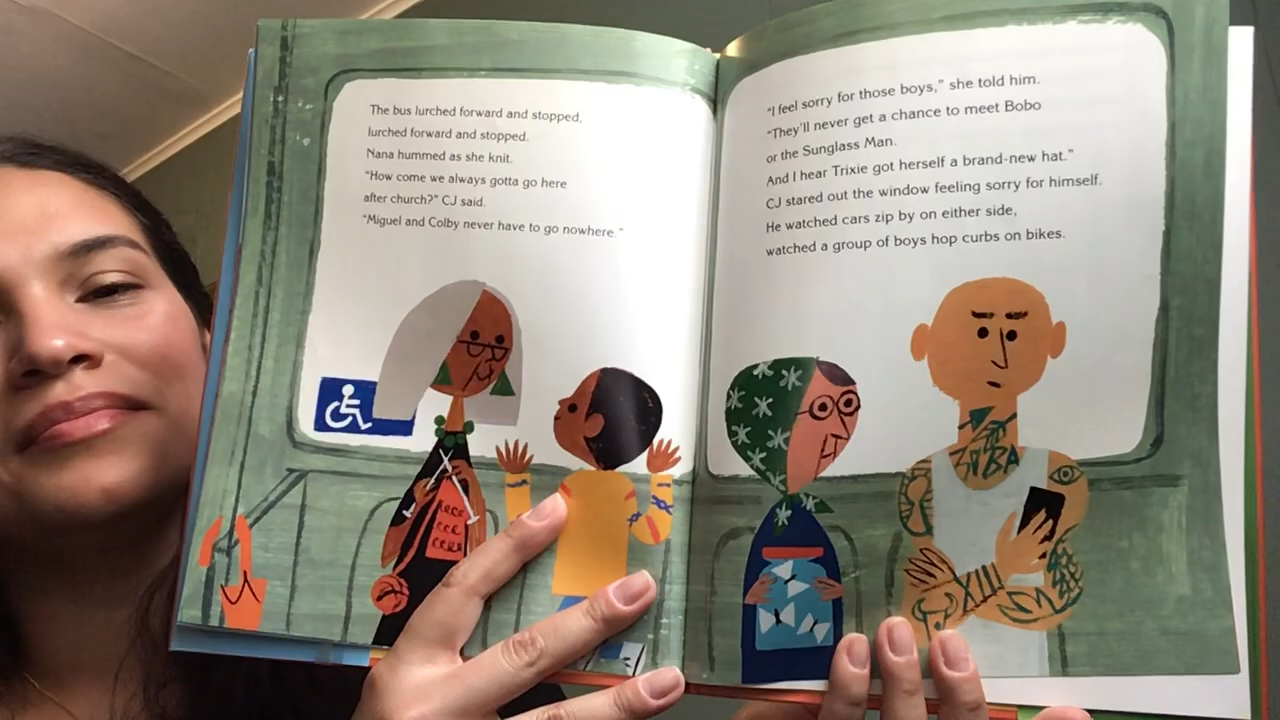 The bus lurched forward and stopped,
lurched forward and stopped.
Nana hummed as she knit.
“How come we always gotta go here
after church?” CJ said.
“Miguel and Colby never have to go nowhere.”
“I feel sorry for those boys,” she told him.
“They’ll never get a chance to meet Bobo
or the Sunglass Man.
And I hear Trixie got herself a brand-new hat.”
CJ stared out the window feeling sorry for himself.
He watched cars zip by on either side,
watched a group of boys hop curbs on bikes.
XIII